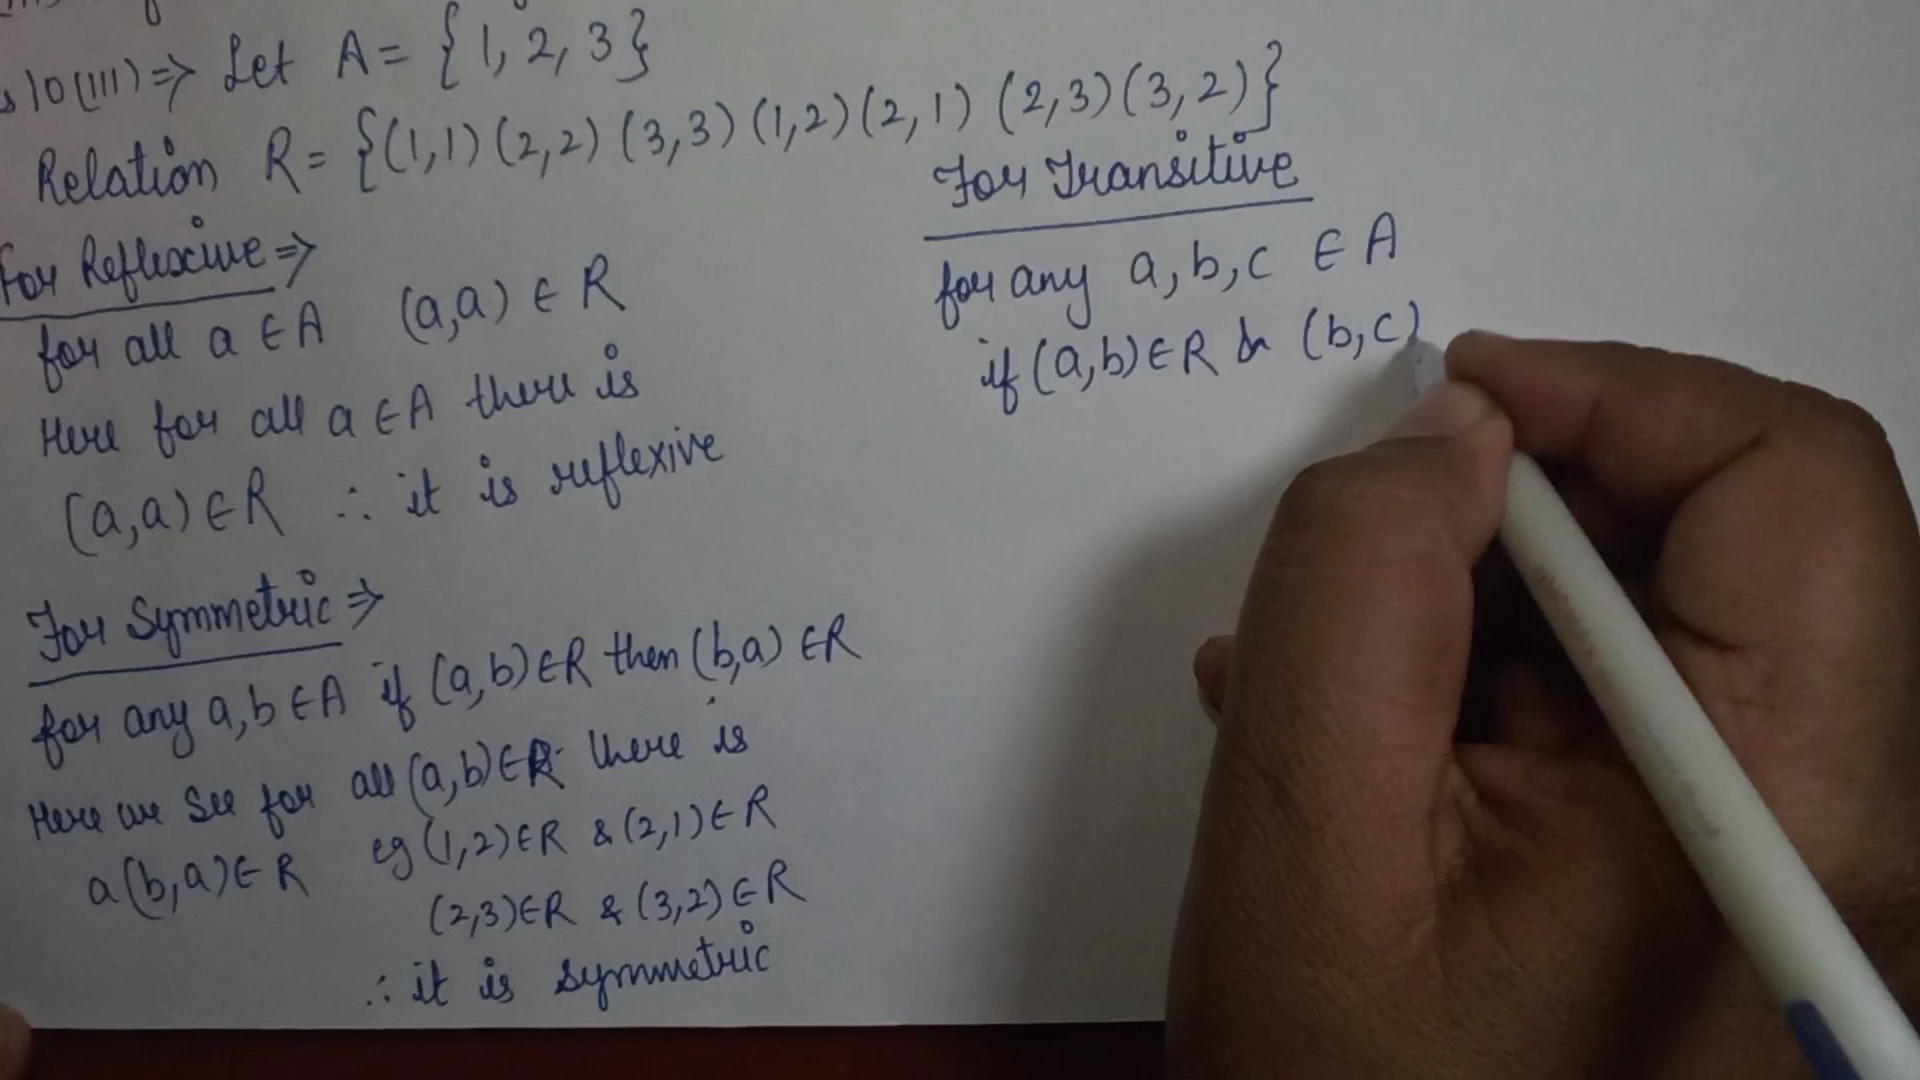 10(III) ⇒ Let A = {1, 2, 3}
Relation R = {(1,1) (2,2) (3,3) (1,2) (2,1) (2,3) (3,2)}
For Reflexive ⇒
for all a ∈ A (a,a) ∈ R
Here for all a ∈ A there is
(a,a) ∈ R ∴ it is reflexive
For Symmetric ⇒
for any a,b ∈ A if (a,b) ∈ R then (b,a) ∈ R
Here we See for all (a,b) ∈ R there is
a (b,a) ∈ R eg (1,2) ∈ R & (2,1) ∈ R
(2,3) ∈ R & (3,2) ∈ R
∴ it is symmetric
For Transitive
for any a, b, c ∈ A
if (a,b) ∈ R & (b,c)